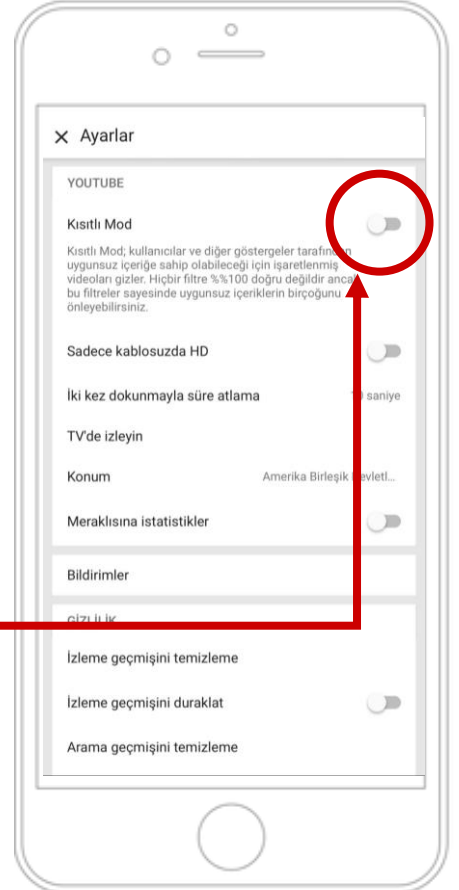 × Ayarlar
YOUTUBE
Kısıtlı Mod
Kısıtlı Mod; kullanıcılar ve diğer göstergeler tarafından
uygunsuz içeriğe sahip olabileceği için işaretlenmiş
videoları gizler. Hiçbir filtre %%100 doğru değildir
bu filtreler sayesinde uygunsuz içeriklerin birçoğunu
önleyebilirsiniz.
Sadece kablosuzda HD
İki kez dokunmayla süre atlama saniye
TV'de izleyin
Konum Amerika Birleşik Devletl...
Meraklısına istatistikler
Bildirimler
GİZLİLİK
İzleme geçmişini temizleme
İzleme geçmişini duraklat
Arama geçmişini temizleme